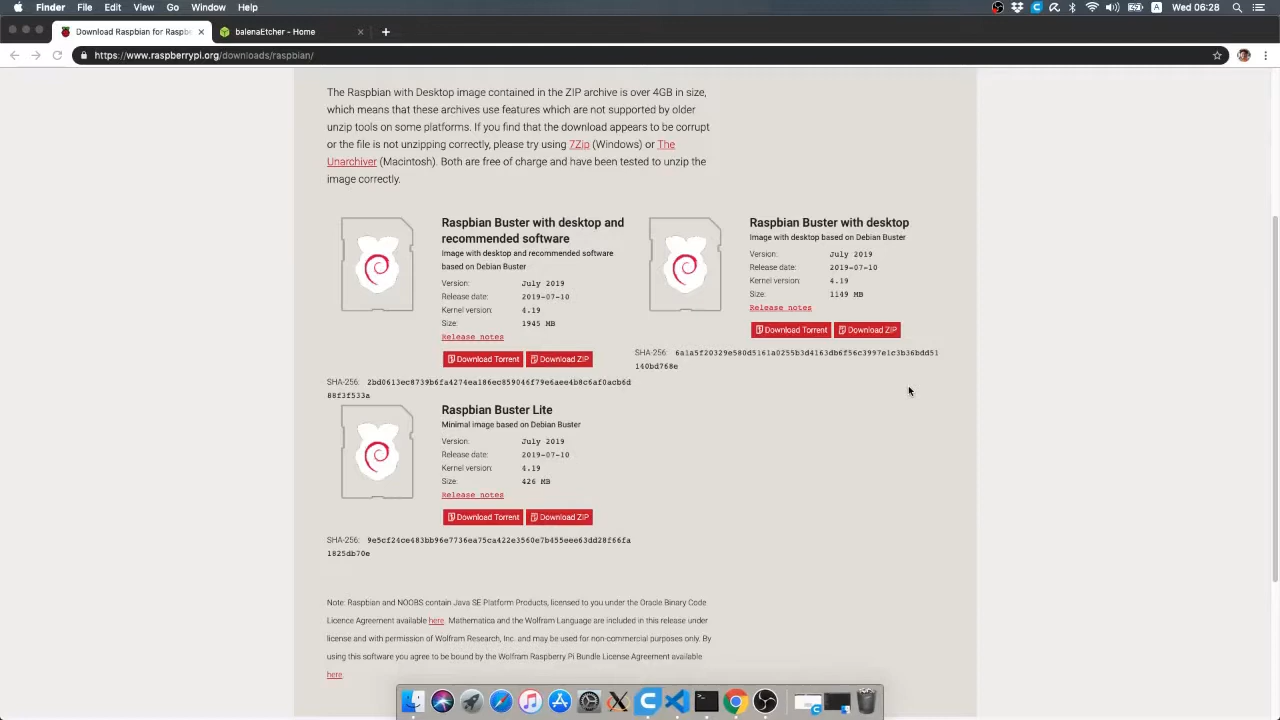 Finder File Edit View Go Window Help
Wed 06:28
Download Raspbian for Raspbe
balenaEtcher - Home
https://www.raspberrypi.org/downloads/raspbian/
The Raspbian with Desktop image contained in the ZIP archive is over 4GB in size,
which means that these archives use features which are not supported by older
unzip tools on some platforms. If you find that the download appears to be corrupt
or the file is not unzipping correctly, please try using 7Zip (Windows) or The
Unarchiver (Macintosh). Both are free of charge and have been tested to unzip the
image correctly.
Raspbian Buster with desktop and
recommended software
Image with desktop and recommended software
based on Debian Buster
Version: July 2019
Release date: 2019-07-10
Kernel version: 4.19
Size: 1945 MB
Release notes
Download Torrent Download ZIP
SHA-256: 2bd0613ec8739b6fa4274ea186ec859046f79e6aee4b8c6af0acb6d
88f3f533a
Raspbian Buster with desktop
Image with desktop based on Debian Buster
Version: July 2019
Release date: 2019-07-10
Kernel version: 4.19
Size: 1149 MB
Release notes
Download Torrent Download ZIP
SHA-256: 6a1a5f20329e580d5161a0255b3d4163db6f56c3997e1c3b36bdd51
140bd768e
Raspbian Buster Lite
Minimal image based on Debian Buster
Version: July 2019
Release date: 2019-07-10
Kernel version: 4.19
Size: 426 MB
Release notes
Download Torrent Download ZIP
SHA-256: 9e5cf24ce483bb96e7736ea75ca422e3560e7b455eee63dd28f66fa
1825db70e
Note: Raspbian and NOOBS contain Java SE Platform Products, licensed to you under the Oracle Binary Code
Licence Agreement available here. Mathematica and the Wolfram Language are included in this release under
license and with permission of Wolfram Research, Inc. and may be used for non-commercial purposes only. By
using this software you agree to be bound by the Wolfram Raspberry Pi Bundle License Agreement available
here.